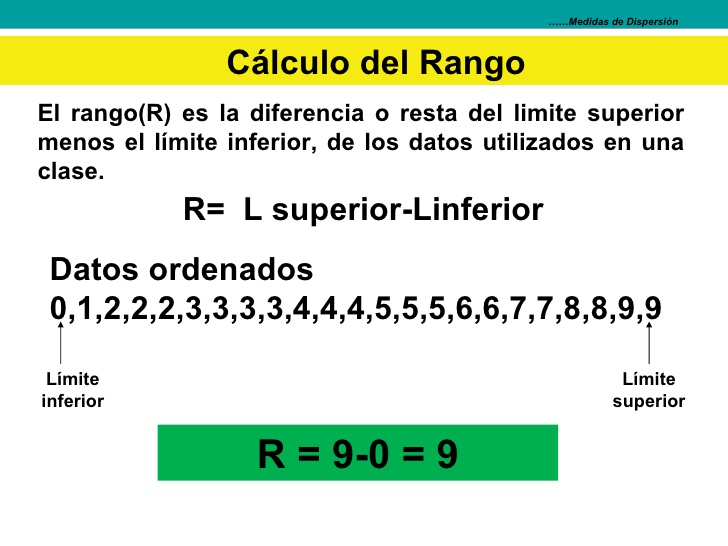 ......Medidas de Dispersión
Cálculo del Rango
El rango(R) es la diferencia o resta del limite superior
menos el límite inferior, de los datos utilizados en una
clase.
R= L superior-Linferior
Datos ordenados
0,1,2,2,2,3,3,3,3,4,4,4,5,5,5,6,6,7,7,8,8,9,9
Límite
inferior
Límite
superior
R = 9-0 = 9